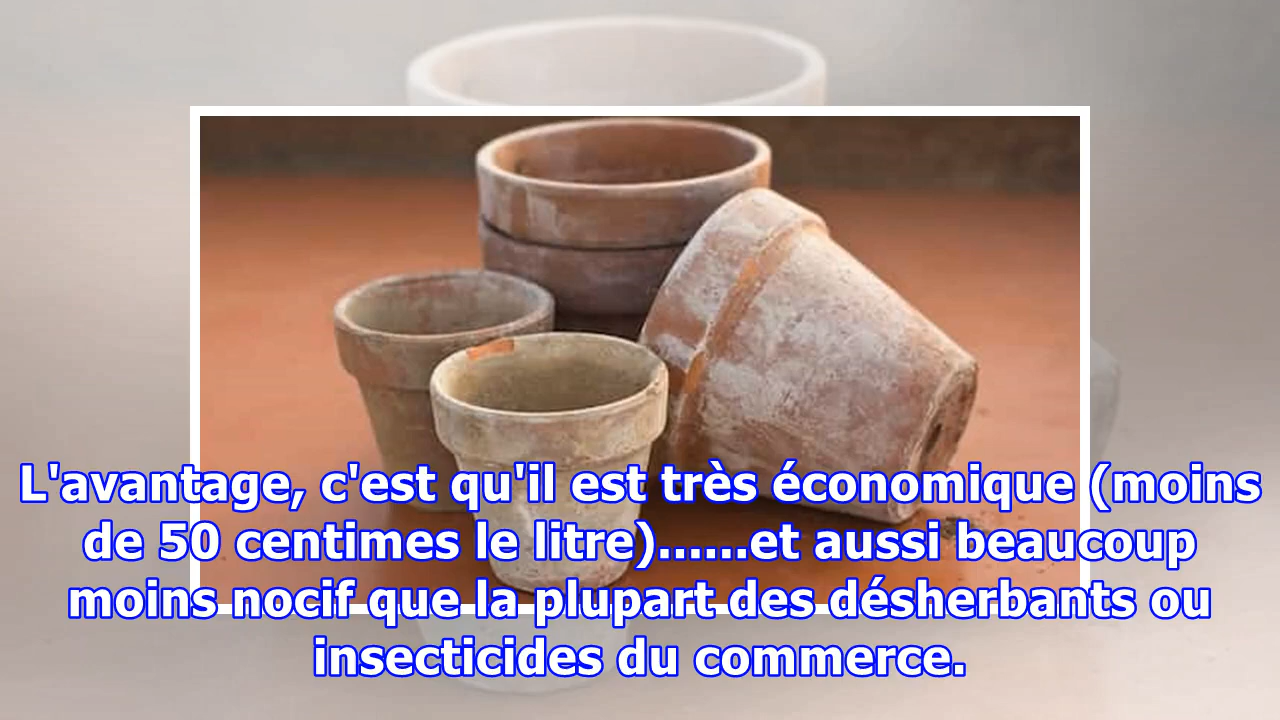 L'avantage, c'est qu'il est très économique (moins
de 50 centimes le litre)......et aussi beaucoup
moins nocif que la plupart des désherbants ou
insecticides du commerce.